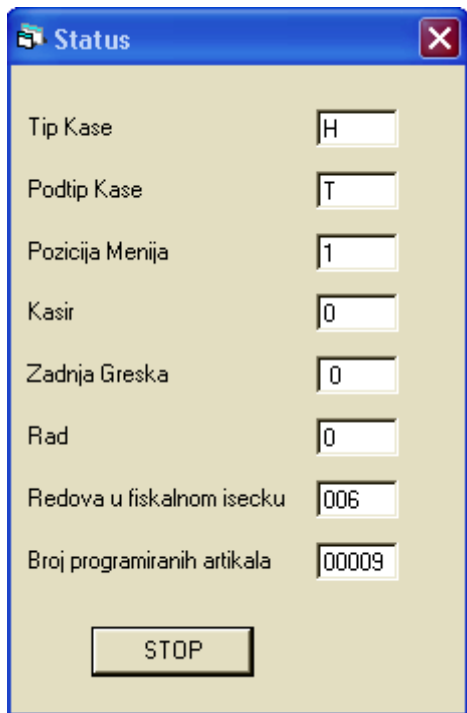 Status
Tip Kase H
Podtip Kase T
Pozicija Menija 1
Kasir 0
Zadnja Greska 0
Rad 0
Redova u fiskalnom isecku 006
Broj programiranih artikala 00009
STOP